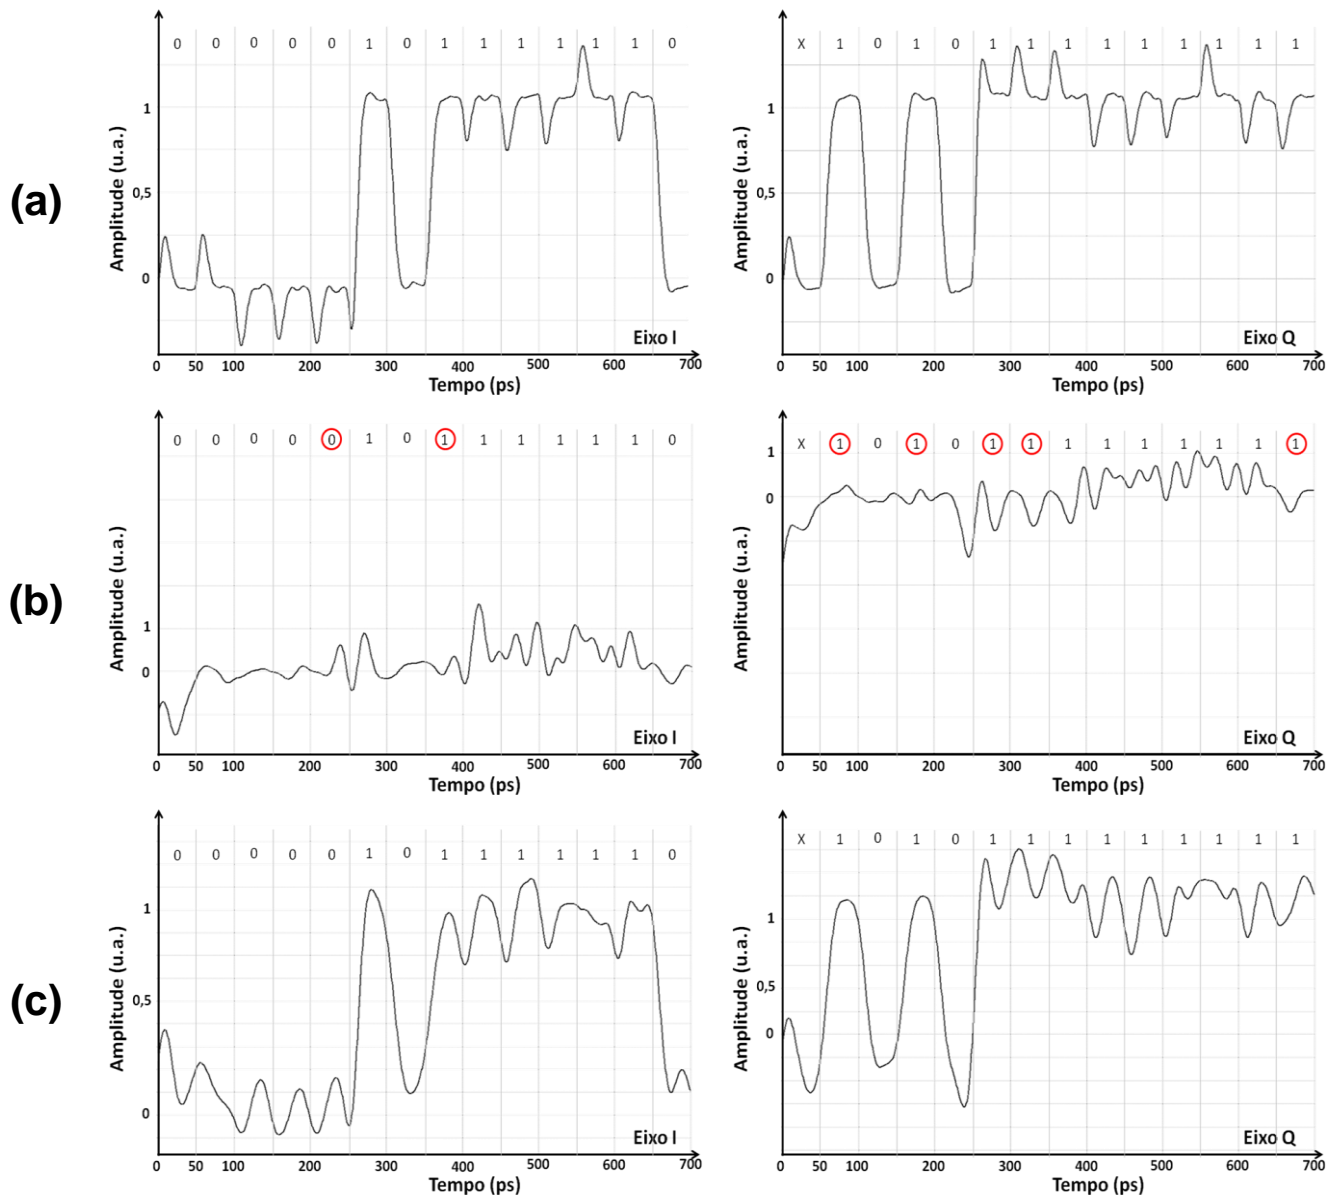 0 0 0 0 0 1 0 1 1 1 1 1 1 0
X 1 0 1 0 1 1 1 1 1 1 1 1 1
(a)
Amplitude (u.a.)
1
0,5
0
Eixo I
0 50 100 200 300 400 500 600 700
Tempo (ps)
Amplitude (u.a.)
1
0,5
0
Eixo Q
0 50 100 200 300 400 500 600 700
Tempo (ps)
0 0 0 0 0 1 0 1 1 1 1 1 1 0
X 1 0 1 0 1 1 1 1 1 1 1 1 1
(b)
Amplitude (u.a.)
1
0
Eixo I
0 50 100 200 300 400 500 600 700
Tempo (ps)
Amplitude (u.a.)
1
0
Eixo Q
0 50 100 200 300 400 500 600 700
Tempo (ps)
0 0 0 0 0 1 0 1 1 1 1 1 1 0
X 1 0 1 0 1 1 1 1 1 1 1 1 1
(c)
Amplitude (u.a.)
1
0,5
0
Eixo I
0 50 100 200 300 400 500 600 700
Tempo (ps)
Amplitude (u.a.)
1
0,5
0
Eixo Q
0 50 100 200 300 400 500 600 700
Tempo (ps)